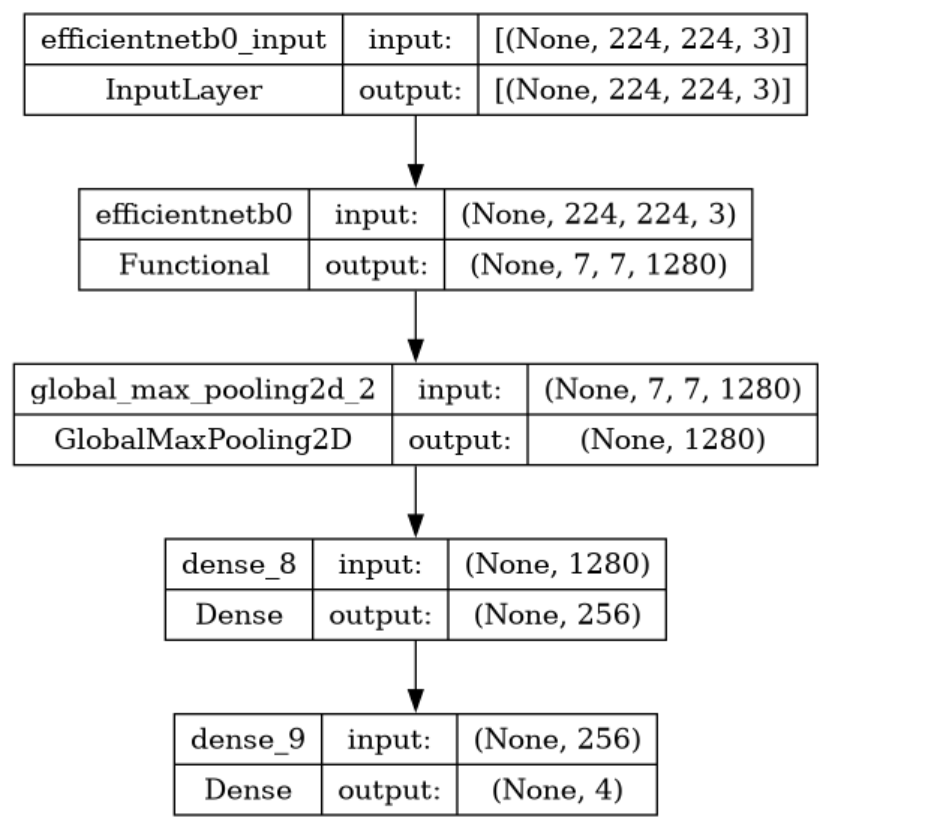 efficientnetb0_input input: [(None, 224, 224, 3)]
InputLayer output: [(None, 224, 224, 3)]
efficientnetb0 input: (None, 224, 224, 3)
Functional output: (None, 7, 7, 1280)
global_max_pooling2d_2 input: (None, 7, 7, 1280)
GlobalMaxPooling2D output: (None, 1280)
dense_8 input: (None, 1280)
Dense output: (None, 256)
dense_9 input: (None, 256)
Dense output: (None, 4)